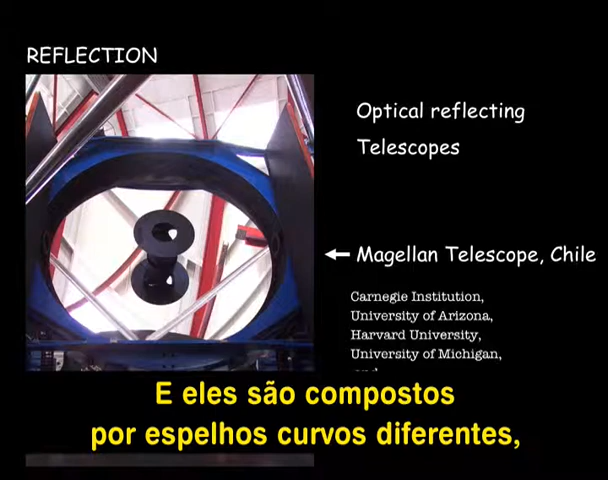 REFLECTION
Optical reflecting
Telescopes
Magellan Telescope, Chile
Carnegie Institution,
University of Arizona,
Harvard University,
University of Michigan,
and
E eles são compostos
por espelhos curvos diferentes,